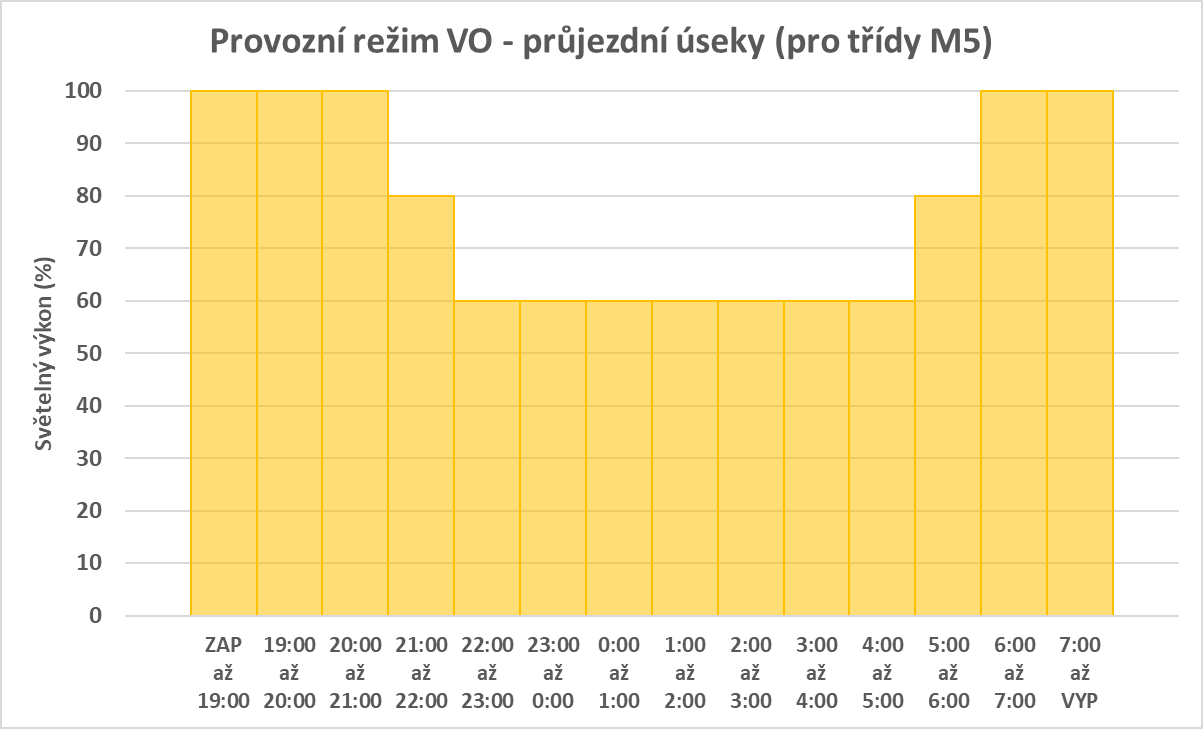 Provozní režim VO - průjezdní úseky (pro třídy M5)
Světelný výkon (%)
100
90
80
70
60
50
40
30
20
10
0
ZAP až 19:00
19:00 až 20:00
20:00 až 21:00
21:00 až 22:00
22:00 až 23:00
23:00 až 0:00
0:00 až 1:00
1:00 až 2:00
2:00 až 3:00
3:00 až 4:00
4:00 až 5:00
5:00 až 6:00
6:00 až 7:00
7:00 až VYP